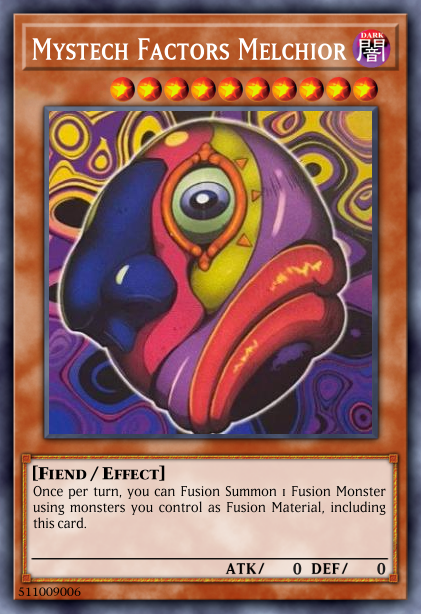 Mystech Factors Melchior
DARK
闇
[Fiend / Effect]
Once per turn, you can Fusion Summon 1 Fusion Monster
using monsters you control as Fusion Material, including
this card.
ATK/ 0 DEF/ 0
511009006